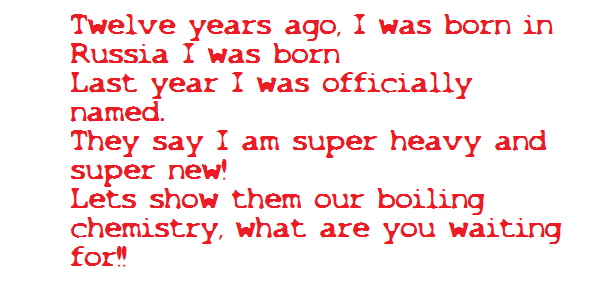 Twelve years ago, I was born in
Russia I was born
Last year I was officially
named.
They say I am super heavy and
super new!
Lets show them our boiling
chemistry, what are you waiting
for!!